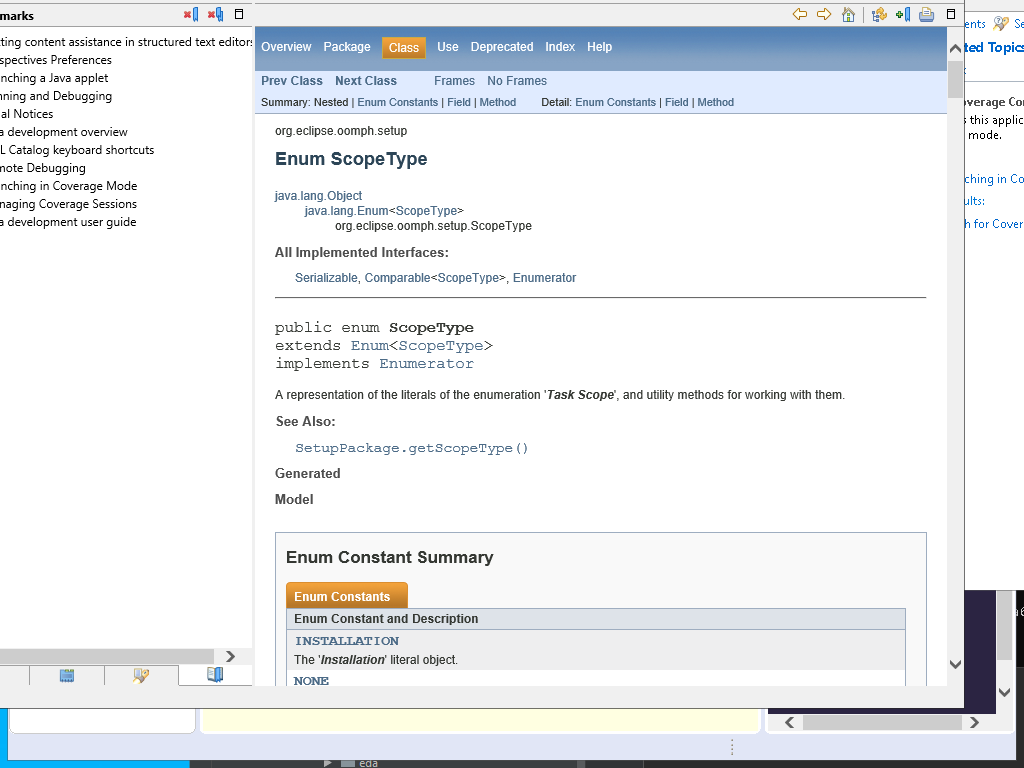 marks
ting content assistance in structured text editors
spectives Preferences
nching a Java applet
nning and Debugging
al Notices
a development overview
L Catalog keyboard shortcuts
note Debugging
nching in Coverage Mode
naging Coverage Sessions
a development user guide
Overview Package Class Use Deprecated Index Help
Prev Class Next Class Frames No Frames
Summary: Nested | Enum Constants | Field | Method Detail: Enum Constants | Field | Method
org.eclipse.oomph.setup
Enum ScopeType
java.lang.Object
java.lang.Enum<ScopeType>
org.eclipse.oomph.setup.ScopeType
All Implemented Interfaces:
Serializable, Comparable<ScopeType>, Enumerator
public enum ScopeType
extends Enum<ScopeType>
implements Enumerator
A representation of the literals of the enumeration 'Task Scope', and utility methods for working with them.
See Also:
SetupPackage.getScopeType()
Generated
Model
Enum Constant Summary
Enum Constants
Enum Constant and Description
INSTALLATION
The 'Installation' literal object.
NONE
ents Se
ted Topics
verage Co
s this applic
mode.
ching in Co
ults:
h for Cover
eda